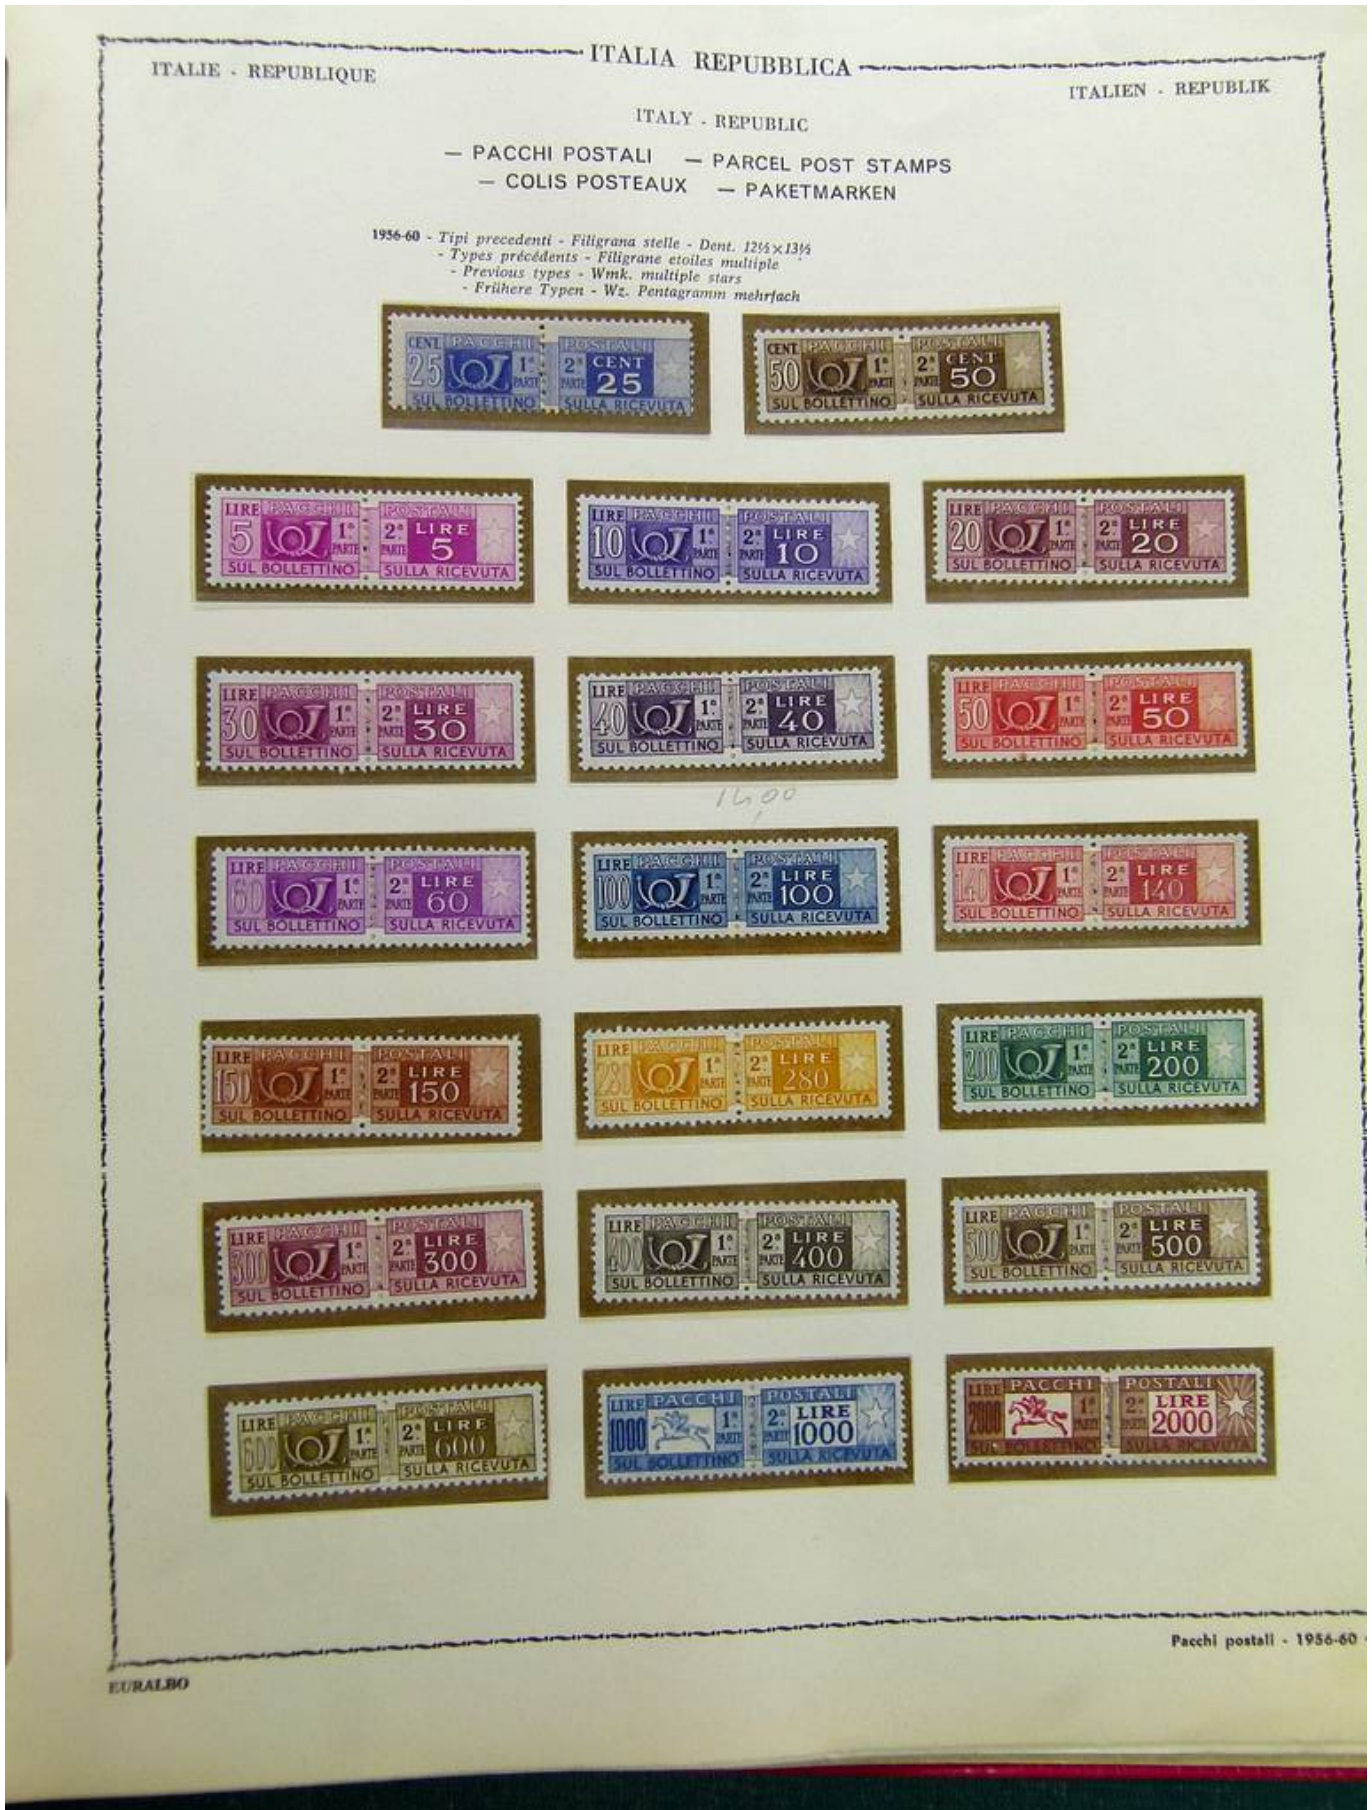 ITALIA REPUBBLICA
ITALIE - REPUBLIQUE
ITALIEN - REPUBLIK
ITALY - REPUBLIC
— PACCHI POSTALI — PARCEL POST STAMPS
— COLIS POSTEAUX — PAKETMARKEN
1956-60 - Tipi precedenti - Filigrana stelle - Dent. 12½×13½
- Types précédents - Filigrane etoiles multiple
- Previous types - Wmk. multiple stars
- Frühere Typen - Wz. Pentagramm mehrfach
CENT. PACCHI POSTALI
25 1ª PARTE 2ª PARTE CENT 25
SUL BOLLETTINO SULLA RICEVUTA
CENT. PACCHI POSTALI
50 1ª PARTE 2ª PARTE CENT 50
SUL BOLLETTINO SULLA RICEVUTA
LIRE PACCHI POSTALI
5 1ª PARTE 2ª PARTE LIRE 5
SUL BOLLETTINO SULLA RICEVUTA
LIRE PACCHI POSTALI
10 1ª PARTE 2ª PARTE LIRE 10
SUL BOLLETTINO SULLA RICEVUTA
LIRE PACCHI POSTALI
20 1ª PARTE 2ª PARTE LIRE 20
SUL BOLLETTINO SULLA RICEVUTA
LIRE PACCHI POSTALI
30 1ª PARTE 2ª PARTE LIRE 30
SUL BOLLETTINO SULLA RICEVUTA
LIRE PACCHI POSTALI
40 1ª PARTE 2ª PARTE LIRE 40
SUL BOLLETTINO SULLA RICEVUTA
LIRE PACCHI POSTALI
50 1ª PARTE 2ª PARTE LIRE 50
SUL BOLLETTINO SULLA RICEVUTA
LIRE PACCHI POSTALI
60 1ª PARTE 2ª PARTE LIRE 60
SUL BOLLETTINO SULLA RICEVUTA
LIRE PACCHI POSTALI
100 1ª PARTE 2ª PARTE LIRE 100
SUL BOLLETTINO SULLA RICEVUTA
LIRE PACCHI POSTALI
140 1ª PARTE 2ª PARTE LIRE 140
SUL BOLLETTINO SULLA RICEVUTA
LIRE PACCHI POSTALI
150 1ª PARTE 2ª PARTE LIRE 150
SUL BOLLETTINO SULLA RICEVUTA
LIRE PACCHI POSTALI
280 1ª PARTE 2ª PARTE LIRE 280
SUL BOLLETTINO SULLA RICEVUTA
LIRE PACCHI POSTALI
200 1ª PARTE 2ª PARTE LIRE 200
SUL BOLLETTINO SULLA RICEVUTA
LIRE PACCHI POSTALI
300 1ª PARTE 2ª PARTE LIRE 300
SUL BOLLETTINO SULLA RICEVUTA
LIRE PACCHI POSTALI
400 1ª PARTE 2ª PARTE LIRE 400
SUL BOLLETTINO SULLA RICEVUTA
LIRE PACCHI POSTALI
500 1ª PARTE 2ª PARTE LIRE 500
SUL BOLLETTINO SULLA RICEVUTA
LIRE PACCHI POSTALI
600 1ª PARTE 2ª PARTE LIRE 600
SUL BOLLETTINO SULLA RICEVUTA
LIRE PACCHI POSTALI
1000 1ª PARTE 2ª PARTE LIRE 1000
SUL BOLLETTINO SULLA RICEVUTA
LIRE PACCHI POSTALI
2000 1ª PARTE 2ª PARTE LIRE 2000
SUL BOLLETTINO SULLA RICEVUTA
Pacchi postali - 1956-60
EURALBO